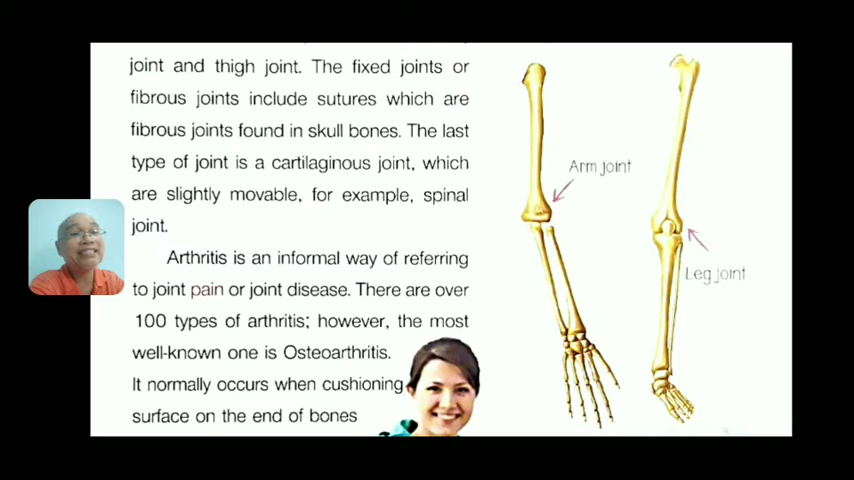 joint and thigh joint. The fixed joints or
fibrous joints include sutures which are
fibrous joints found in skull bones. The last
type of joint is a cartilaginous joint, which
are slightly movable, for example, spinal
joint.
Arthritis is an informal way of referring
to joint pain or joint disease. There are over
100 types of arthritis; however, the most
well-known one is Osteoarthritis.
It normally occurs when cushioning
surface on the end of bones
Arm joint
Leg joint